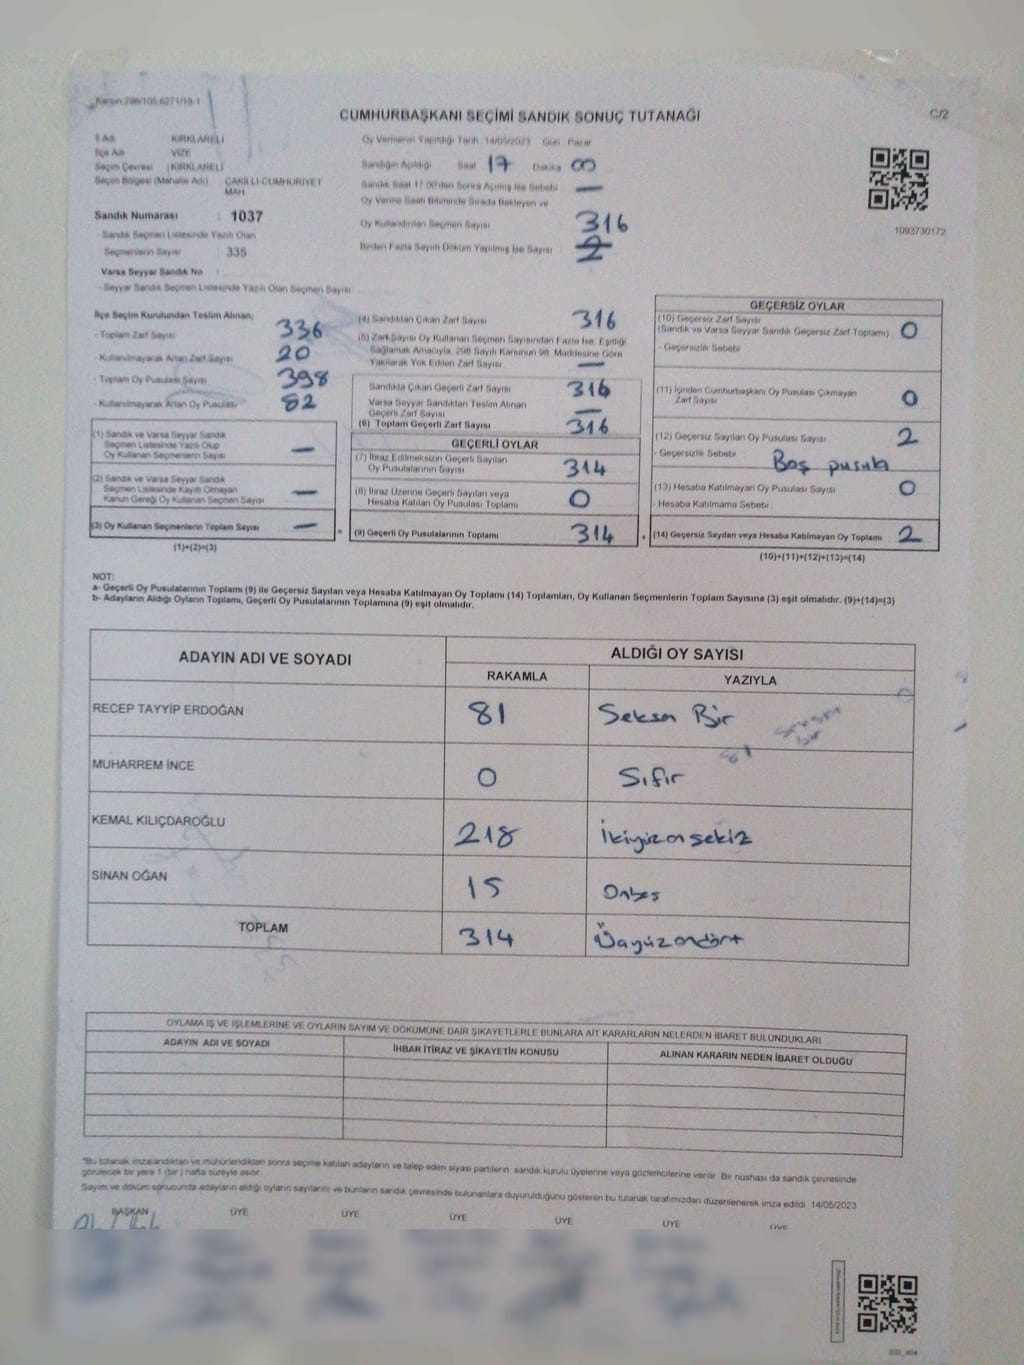 Kanun 298/105,6271/18-1
CUMHURBAŞKANI SEÇİMİ SANDIK SONUÇ TUTANAĞI
C/2
İl Adı KIRKLARELİ
İlçe Adı VİZE
Seçim Çevresi : KIRKLARELİ
Seçim Bölgesi (Mahalle Adı) ÇAKILLI-CUMHURİYET MAH.
Sandık Numarası : 1037
- Sandık Seçmen Listesinde Yazılı Olan
Seçmenlerin Sayısı : 335
Varsa Seyyar Sandık No :
- Seyyar Sandık Seçmen Listesinde Yazılı Olan Seçmen Sayısı:
Oy Vermenin Yapıldığı Tarih 14/05/2023 Gün Pazar
Sandığın Açıldığı Saat 17 Dakika 00
Sandık Saat 17.00'den Sonra Açılmış İse Sebebi —
Oy Verme Saati Bitiminde Sırada Bekleyen ve
Oy Kullandırılan Seçmen Sayısı 316
Birden Fazla Sayım Döküm Yapılmış İse Sayısı 2
1093730172
İlçe Seçim Kurulundan Teslim Alınan;
- Toplam Zarf Sayısı 336
- Kullanılmayarak Artan Zarf Sayısı 20
- Toplam Oy Pusulası Sayısı 398
- Kullanılmayarak Artan Oy Pusulası 82
(1) Sandık ve Varsa Seyyar Sandık
Seçmen Listesinde Yazılı Olup
Oy Kullanan Seçmenlerin Sayısı —
(2) Sandık ve Varsa Seyyar Sandık
Seçmen Listesinde Kayıtlı Olmayan
Kanun Gereği Oy Kullanan Seçmen Sayısı —
(3) Oy Kullanan Seçmenlerin Toplam Sayısı —
(1)+(2)=(3)
=
(4) Sandıktan Çıkan Zarf Sayısı 316
(5) Zarf Sayısı Oy Kullanan Seçmen Sayısından Fazla İse, Eşitliği
Sağlamak Amacıyla, 298 Sayılı Kanunun 98. Maddesine Göre
Yakılarak Yok Edilen Zarf Sayısı —
Sandıkta Çıkan Geçerli Zarf Sayısı 316
Varsa Seyyar Sandıktan Teslim Alınan
Geçerli Zarf Sayısı —
(6) Toplam Geçerli Zarf Sayısı 316
GEÇERLİ OYLAR
(7) İtiraz Edilmeksizin Geçerli Sayılan
Oy Pusulalarının Sayısı 314
(8) İtiraz Üzerine Geçerli Sayılan veya
Hesaba Katılan Oy Pusulası Toplamı 0
(9) Geçerli Oy Pusulalarının Toplamı 314
+
GEÇERSİZ OYLAR
(10) Geçersiz Zarf Sayısı 0
(Sandık ve Varsa Seyyar Sandık Geçersiz Zarf Toplamı)
- Geçersizlik Sebebi
(11) İçinden Cumhurbaşkanı Oy Pusulası Çıkmayan
Zarf Sayısı 0
(12) Geçersiz Sayılan Oy Pusulası Sayısı 2
- Geçersizlik Sebebi Boş pusula
(13) Hesaba Katılmayan Oy Pusulası Sayısı 0
- Hesaba Katılmama Sebebi
(14) Geçersiz Sayılan veya Hesaba Katılmayan Oy Toplamı 2
(10)+(11)+(12)+(13)=(14)
NOT:
a- Geçerli Oy Pusulalarının Toplamı (9) ile Geçersiz Sayılan veya Hesaba Katılmayan Oy Toplamı (14) Toplamları, Oy Kullanan Seçmenlerin Toplam Sayısına (3) eşit olmalıdır. (9)+(14)=(3)
b- Adayların Aldığı Oyların Toplamı, Geçerli Oy Pusulalarının Toplamına (9) eşit olmalıdır.
ADAYIN ADI VE SOYADI
ALDIĞI OY SAYISI
RAKAMLA YAZIYLA
RECEP TAYYİP ERDOĞAN 81 Seksen Bir
seksen bir
81
MUHARREM İNCE 0 Sıfır
KEMAL KILIÇDAROĞLU 218 İkiyüzonsekiz
SİNAN OĞAN 15 Onbeş
TOPLAM 314 Üçyüzondört
OYLAMA İŞ VE İŞLEMLERİNE VE OYLARIN SAYIM VE DÖKÜMÜNE DAİR ŞİKAYETLERLE BUNLARA AİT KARARLARIN NELERDEN İBARET BULUNDUKLARI
ADAYIN ADI VE SOYADI İHBAR İTİRAZ VE ŞİKAYETİN KONUSU ALINAN KARARIN NEDEN İBARET OLDUĞU
*Bu tutanak imzalandıktan ve mühürlendikten sonra seçime katılan adayların ve talep eden siyasi partilerin sandık kurulu üyelerine veya gözlemcilerine verilir. Bir nüshası da sandık çevresinde
görülecek bir yere 1 (bir) hafta süreyle asılır.
Sayım ve döküm sonucunda adayların aldığı oyların sayılarını ve bunların sandık çevresinde bulunanlara duyurulduğunu gösteren bu tutanak tarafımızdan düzenlenerek imza edildi. 14/05/2023
BAŞKAN ÜYE ÜYE ÜYE ÜYE ÜYE ÜYE